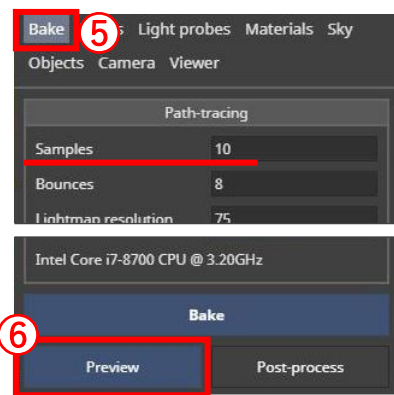 Bake ⑤ s Light probes Materials Sky
Objects Camera Viewer
Path-tracing
Samples 10
Bounces 8
Lightmap resolution 75
Intel Core i7-8700 CPU @ 3.20GHz
Bake
⑥
Preview Post-process